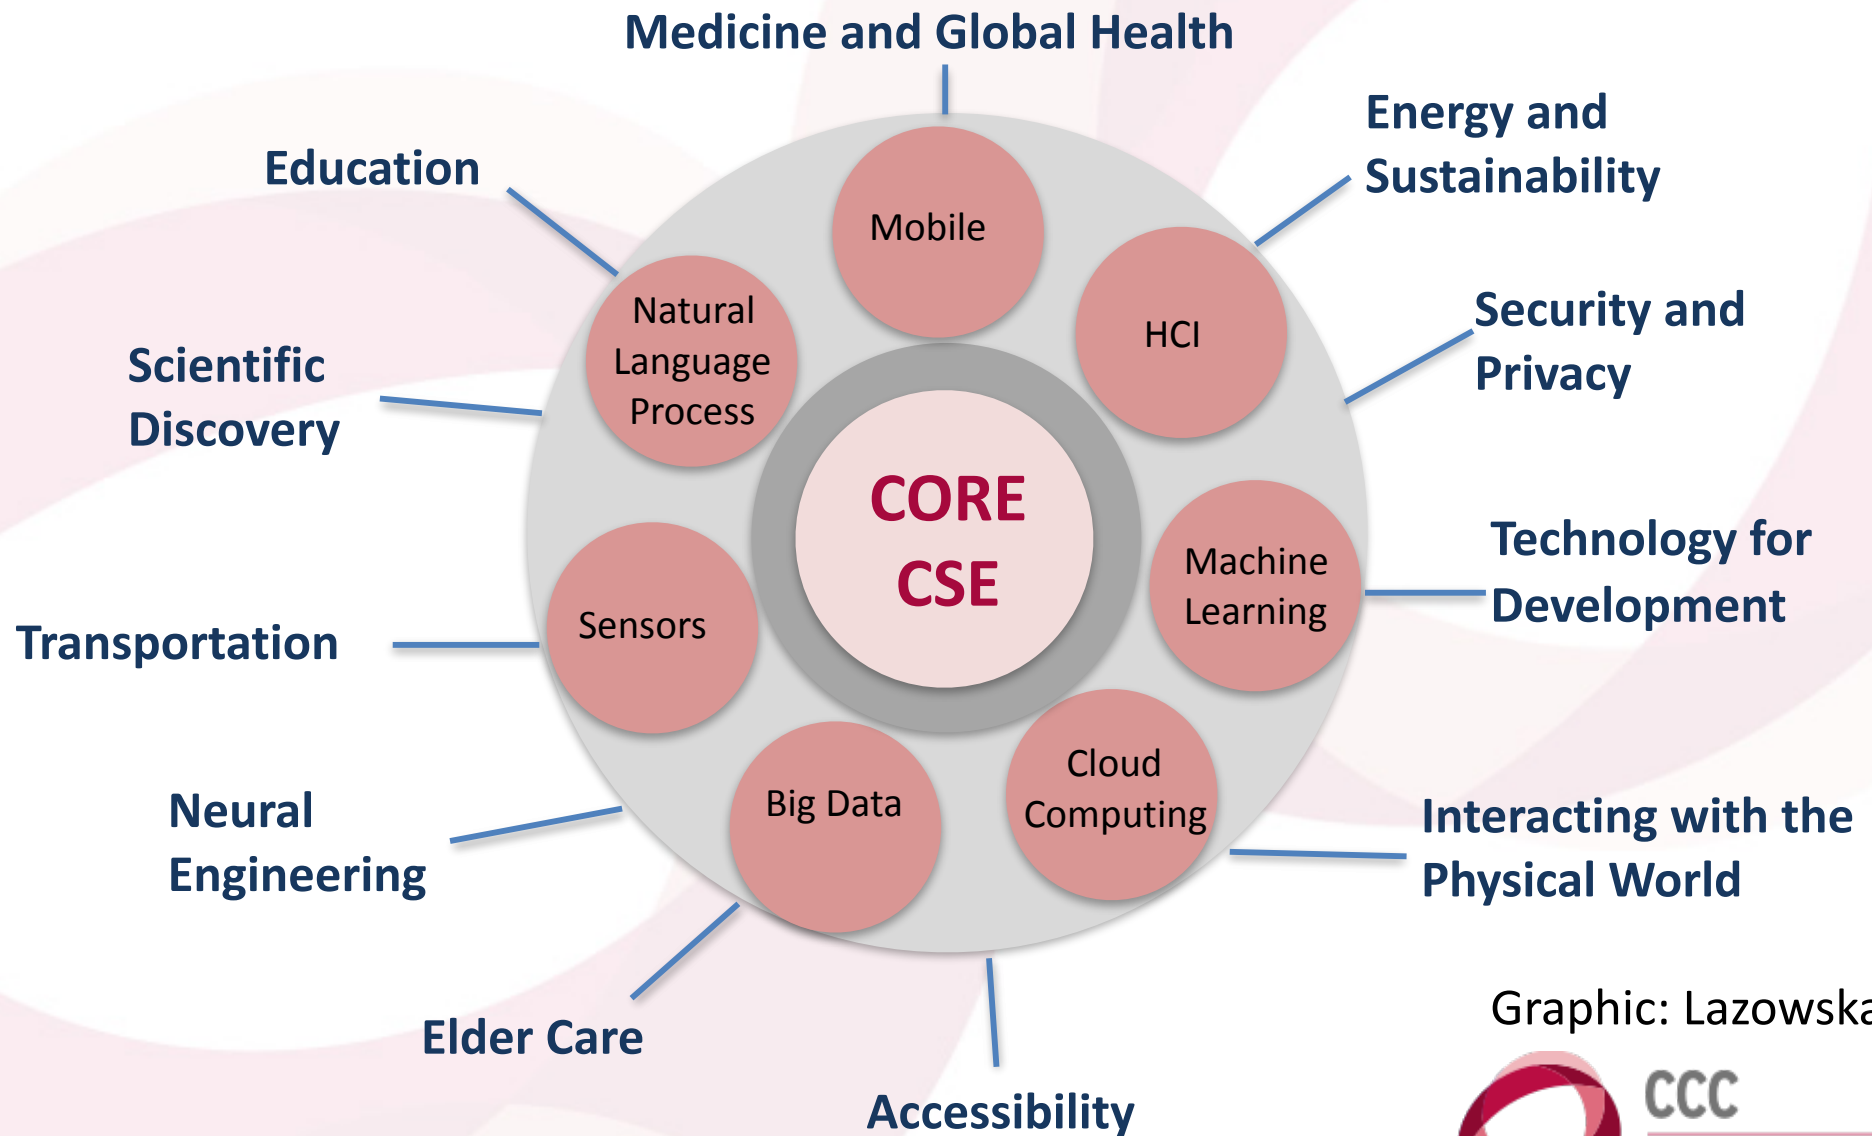 Medicine and Global Health
Energy and
Sustainability
Education
Mobile
Security and
Privacy
HCI
Natural
Language
Process
Scientific
Discovery
CORE
CSE
Technology for
Development
Machine
Learning
Sensors
Transportation
Cloud
Computing
Big Data
Neural
Engineering
Interacting with the
Physical World
Elder Care
Accessibility
Graphic: Lazowska
CCC